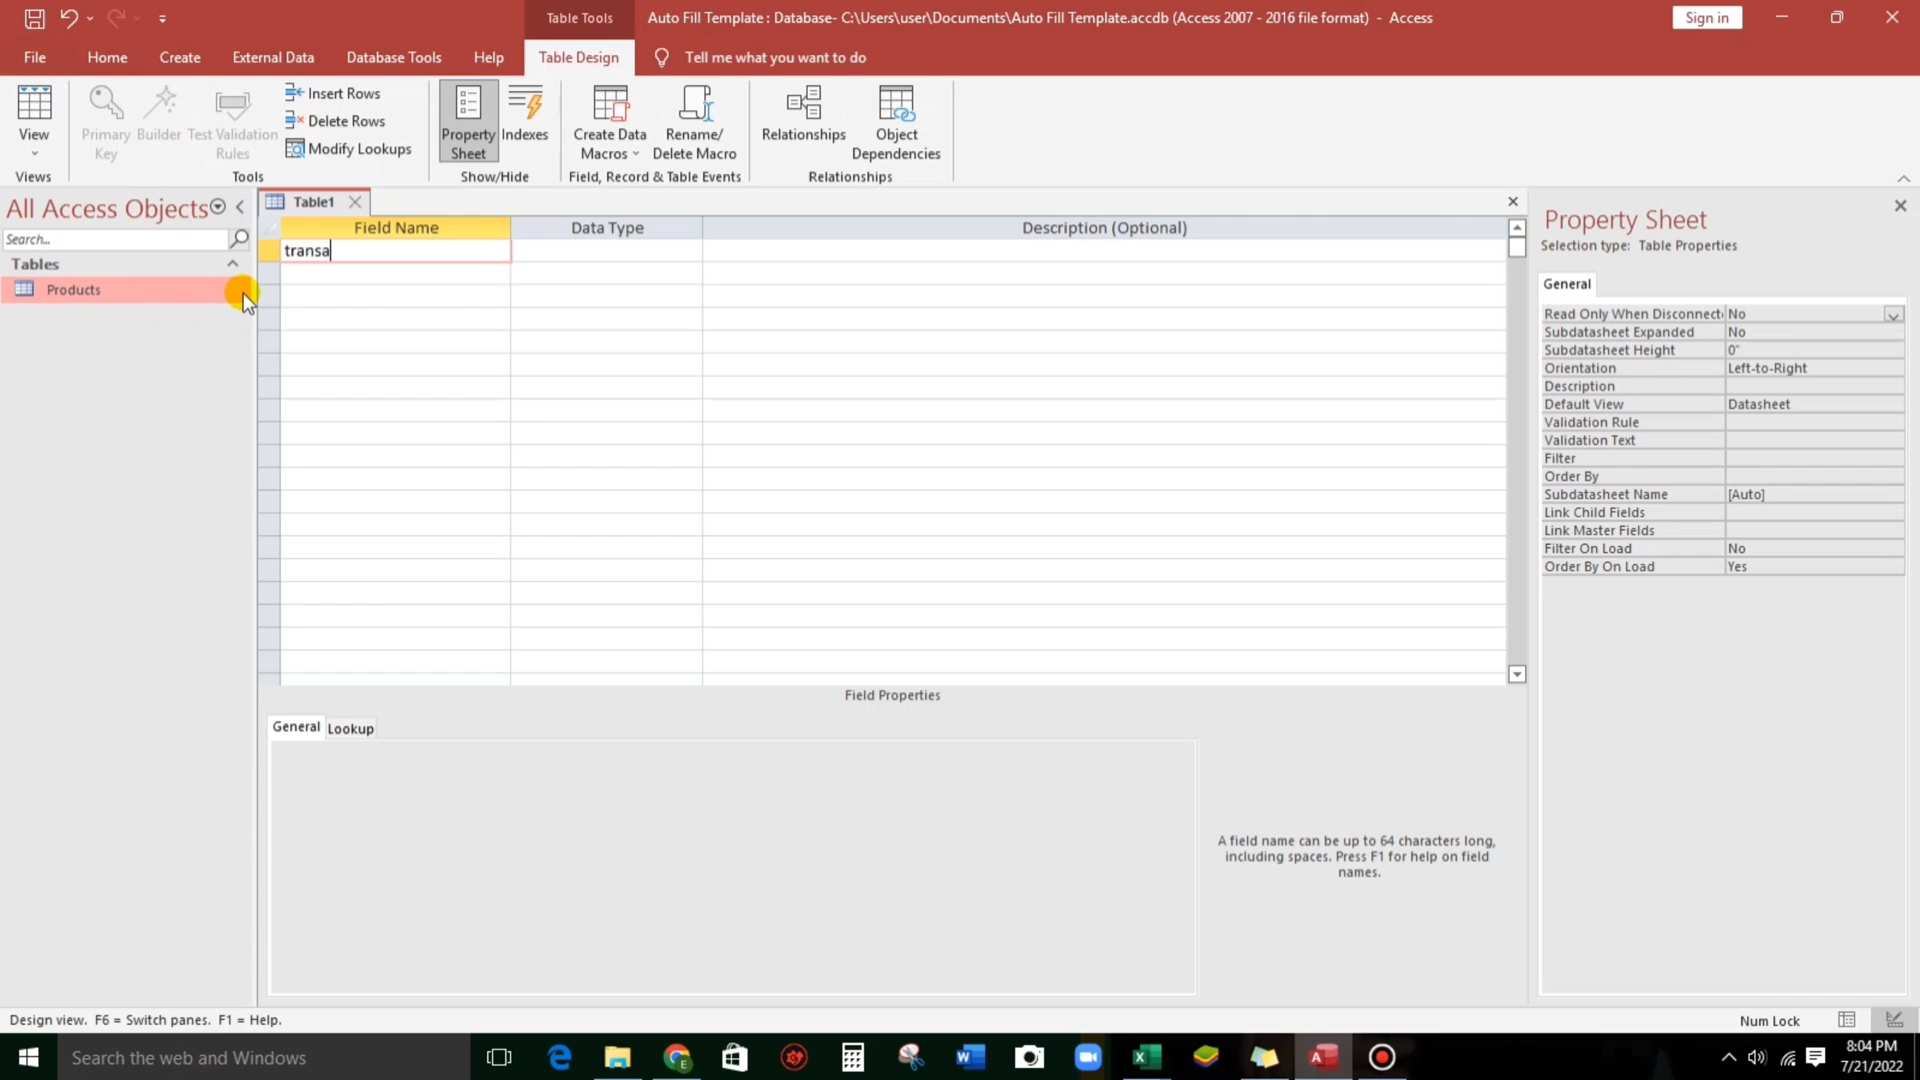 Table Tools
Auto Fill Template : Database- C:\Users\user\Documents\Auto Fill Template.accdb (Access 2007 - 2016 file format) - Access
Sign in
File
Home
Create
External Data
Database Tools
Help
Table Design
Tell me what you want to do
View
Primary Key
Builder
Test Validation Rules
Insert Rows
Delete Rows
Modify Lookups
Property Sheet
Indexes
Create Data Macros
Rename/ Delete Macro
Relationships
Object Dependencies
Views
Tools
Show/Hide
Field, Record & Table Events
Relationships
All Access Objects
Search...
Tables
Products
Table1
Field Name
Data Type
Description (Optional)
transa
Field Properties
General
Lookup
A field name can be up to 64 characters long,
including spaces. Press F1 for help on field
names.
Property Sheet
Selection type: Table Properties
General
Read Only When Disconnect No
Subdatasheet Expanded No
Subdatasheet Height 0"
Orientation Left-to-Right
Description
Default View Datasheet
Validation Rule
Validation Text
Filter
Order By
Subdatasheet Name [Auto]
Link Child Fields
Link Master Fields
Filter On Load No
Order By On Load Yes
Design view. F6 = Switch panes. F1 = Help.
Num Lock
Search the web and Windows
8:04 PM
7/21/2022